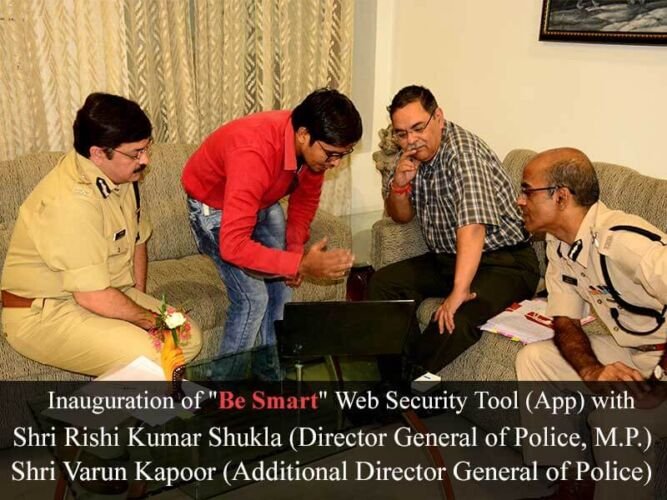 Inauguration of "Be Smart" Web Security Tool (App) with
Shri Rishi Kumar Shukla (Director General of Police, M.P.)
Shri Varun Kapoor (Additional Director General of Police)